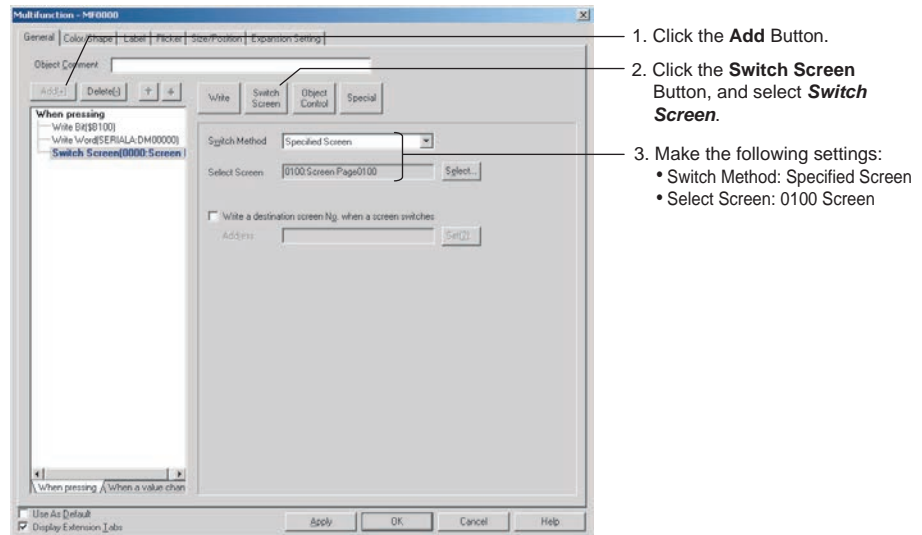 Multifunction - MF0000
General Color/Shape Label Flicker Size/Position Expansion Setting
Object Comment
Add(+) Delete(-)
Write Switch Screen Object Control Special
When pressing
Write Bit($B100)
Write Word(SERIALA:DM00000)
Switch Screen(0000:Screen
Switch Method Specified Screen
Select Screen 0100:Screen Page0100 Select...
Write a destination screen No. when a screen switches
Address Set(2)
When pressing When a value chan
Use As Default
Display Extension Tabs
Apply OK Cancel Help
1. Click the Add Button.
2. Click the Switch Screen
Button, and select Switch
Screen.
3. Make the following settings:
• Switch Method: Specified Screen
• Select Screen: 0100 Screen